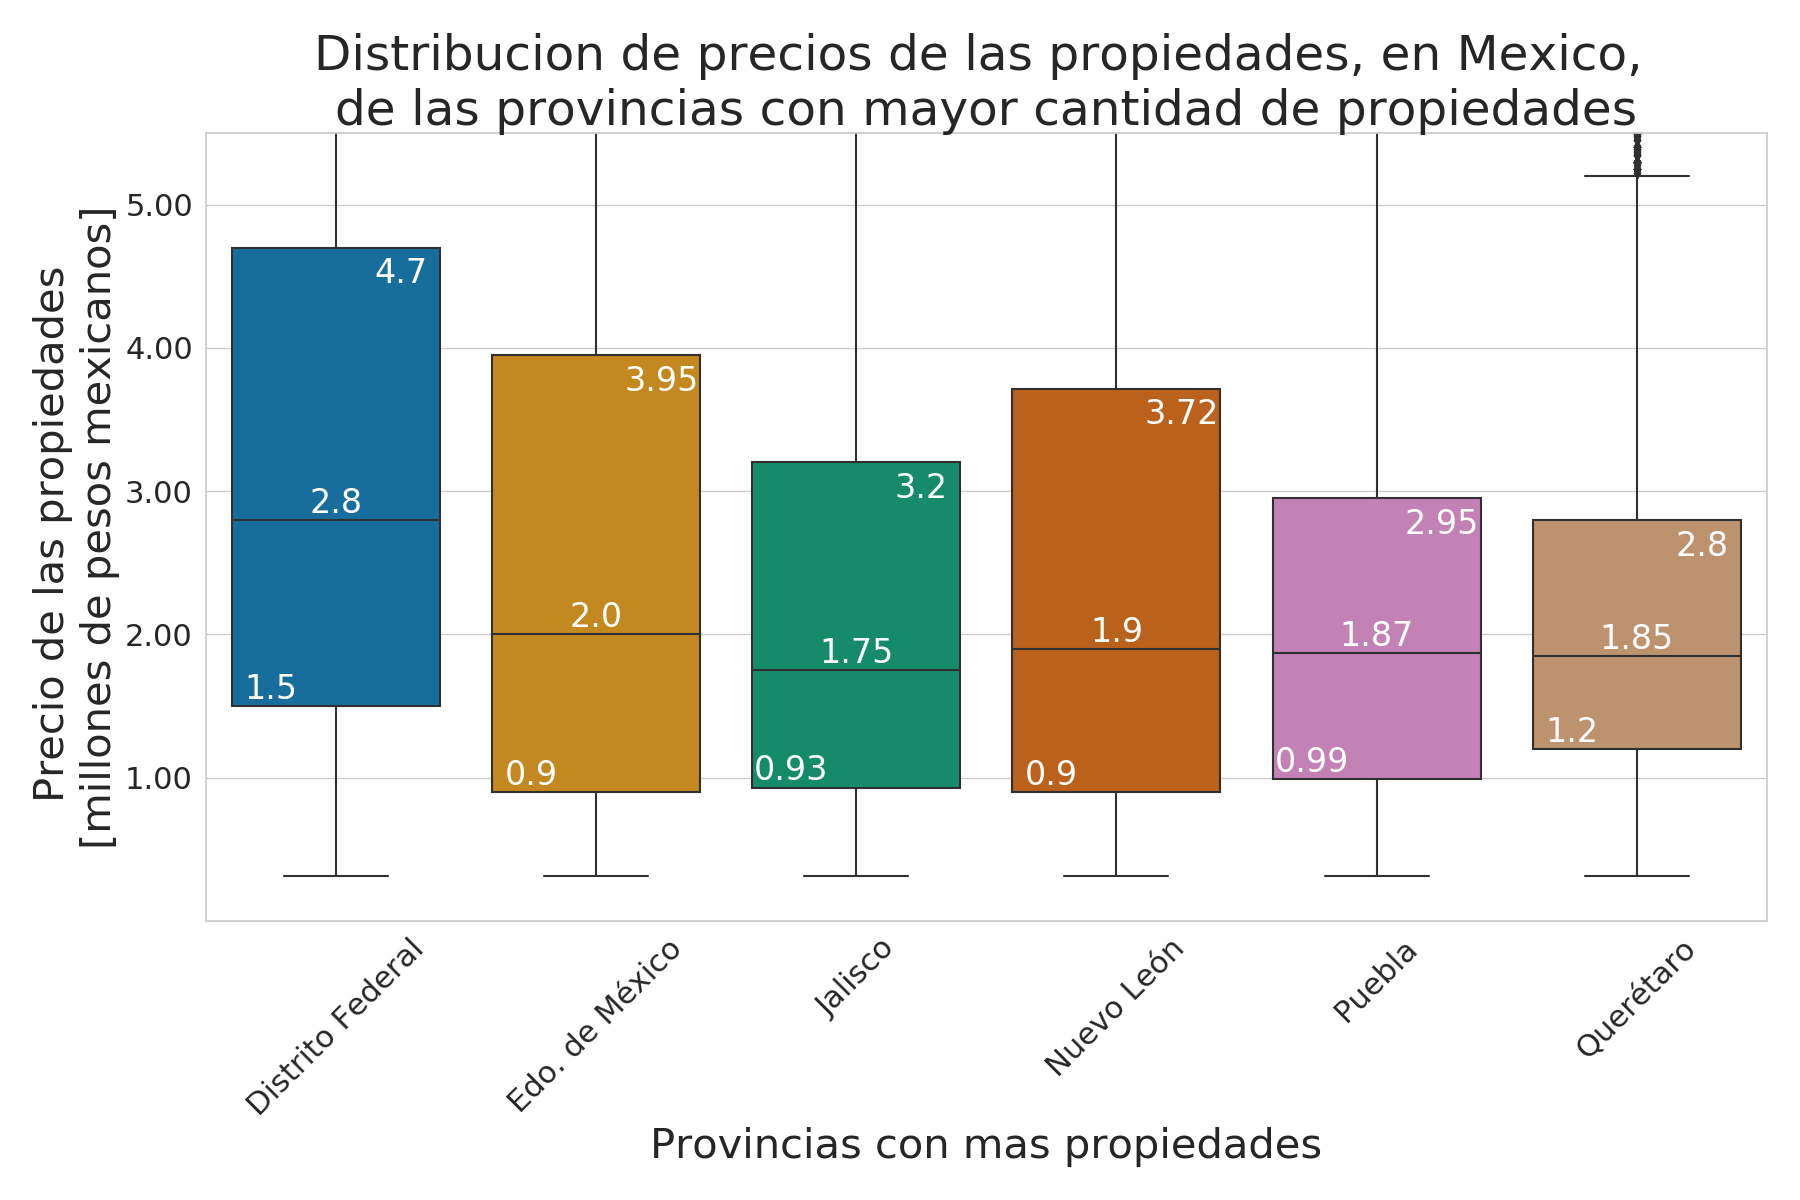 Distribucion de precios de las propiedades, en Mexico,
de las provincias con mayor cantidad de propiedades
Precio de las propiedades
[millones de pesos mexicanos]
5.00
4.00
3.00
2.00
1.00
4.7
2.8
1.5
3.95
2.0
0.9
3.2
1.75
0.93
3.72
1.9
0.9
2.95
1.87
0.99
2.8
1.85
1.2
Distrito Federal
Edo. de México
Jalisco
Nuevo León
Puebla
Querétaro
Provincias con mas propiedades